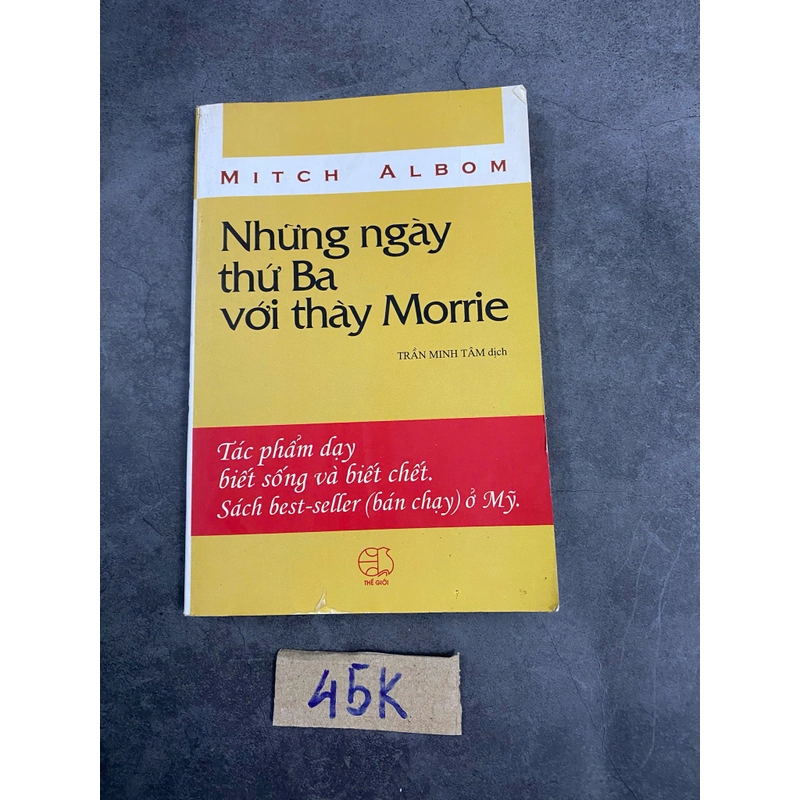 MITCH ALBOM
Những ngày
thứ Ba
với thày Morrie
TRẦN MINH TÂM dịch
Tác phẩm dạy
biết sống và biết chết.
Sách best-seller (bán chạy) ở Mỹ.
THẾ GIỚI
45K